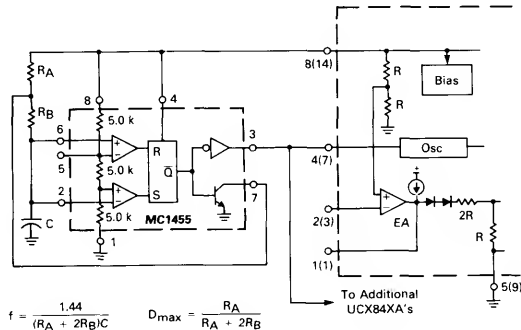 R_A
8(14)
R
Bias
R_B
8
4
R
6
5.0 k
3
4(7)
Osc
+
−
R
5
5.0 k
Q̅
+
2
+
−
S
7
2(3)
+
−
EA
2R
C
5.0 k
MC1455
R
1
1(1)
5(9)
To Additional
UCX84XA's
f = 1.44 / (R_A + 2R_B)C
D_max = R_A / R_A + 2R_B